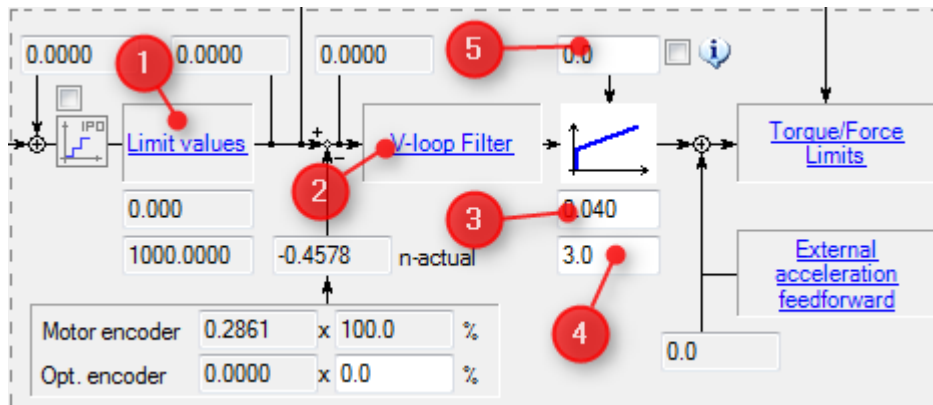 0.0000
0.0000
0.0000
5
0.0
1
IPO
Limit values
+
-
V-loop Filter
Torque/Force
Limits
2
0.000
3
0.040
1000.0000
-0.4578
n-actual
3.0
External
acceleration
feedforward
4
Motor encoder 0.2861 x 100.0 %
Opt. encoder 0.0000 x 0.0 %
0.0